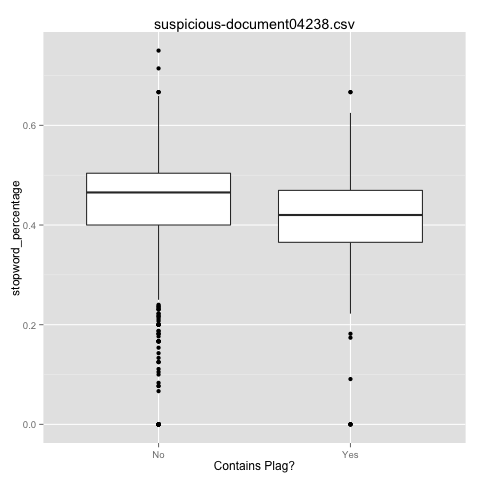 suspicious-document04238.csv
stopword_percentage
0.6
0.4
0.2
0.0
No
Yes
Contains Plag?